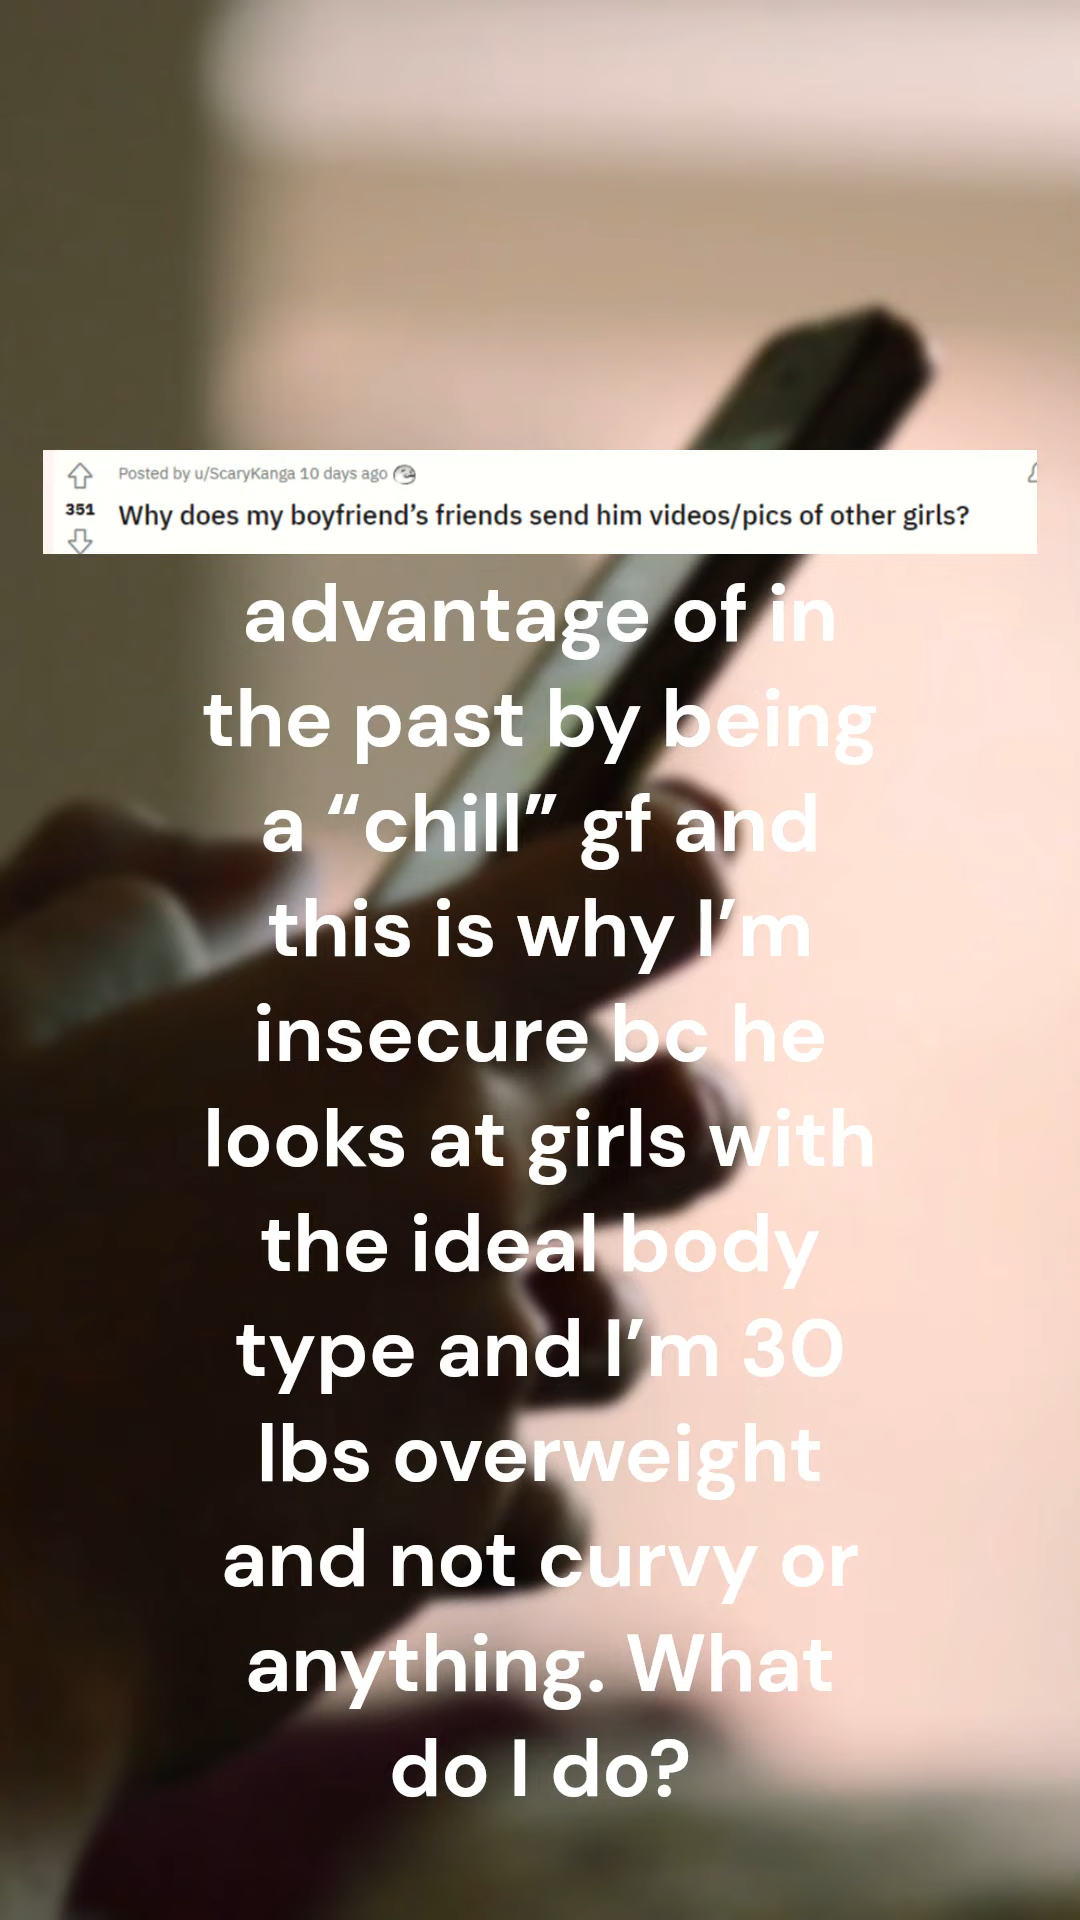 Posted by u/ScaryKanga 10 days ago
351
Why does my boyfriend’s friends send him videos/pics of other girls?
advantage of in
the past by being
a “chill” gf and
this is why I’m
insecure bc he
looks at girls with
the ideal body
type and I’m 30
lbs overweight
and not curvy or
anything. What
do I do?